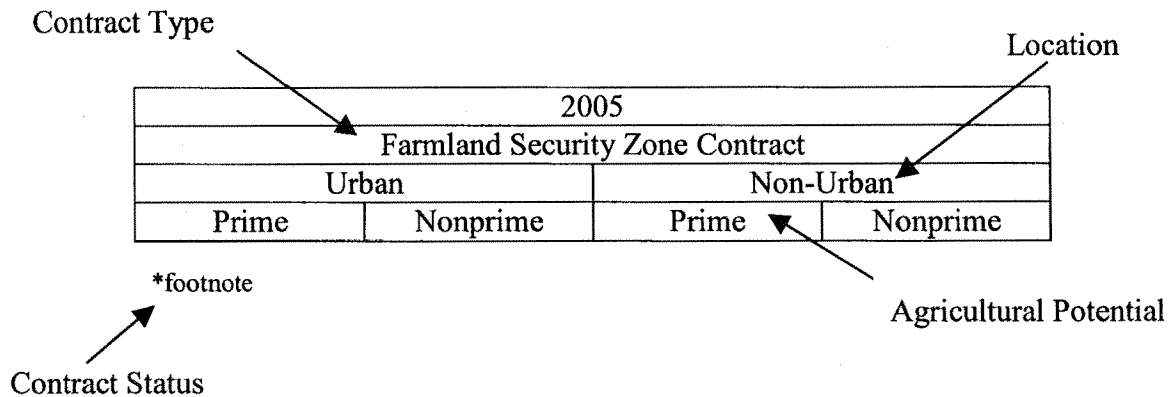 Contract Type
Location
2005
Farmland Security Zone Contract
Urban Non-Urban
Prime Nonprime Prime Nonprime
*footnote
Agricultural Potential
Contract Status